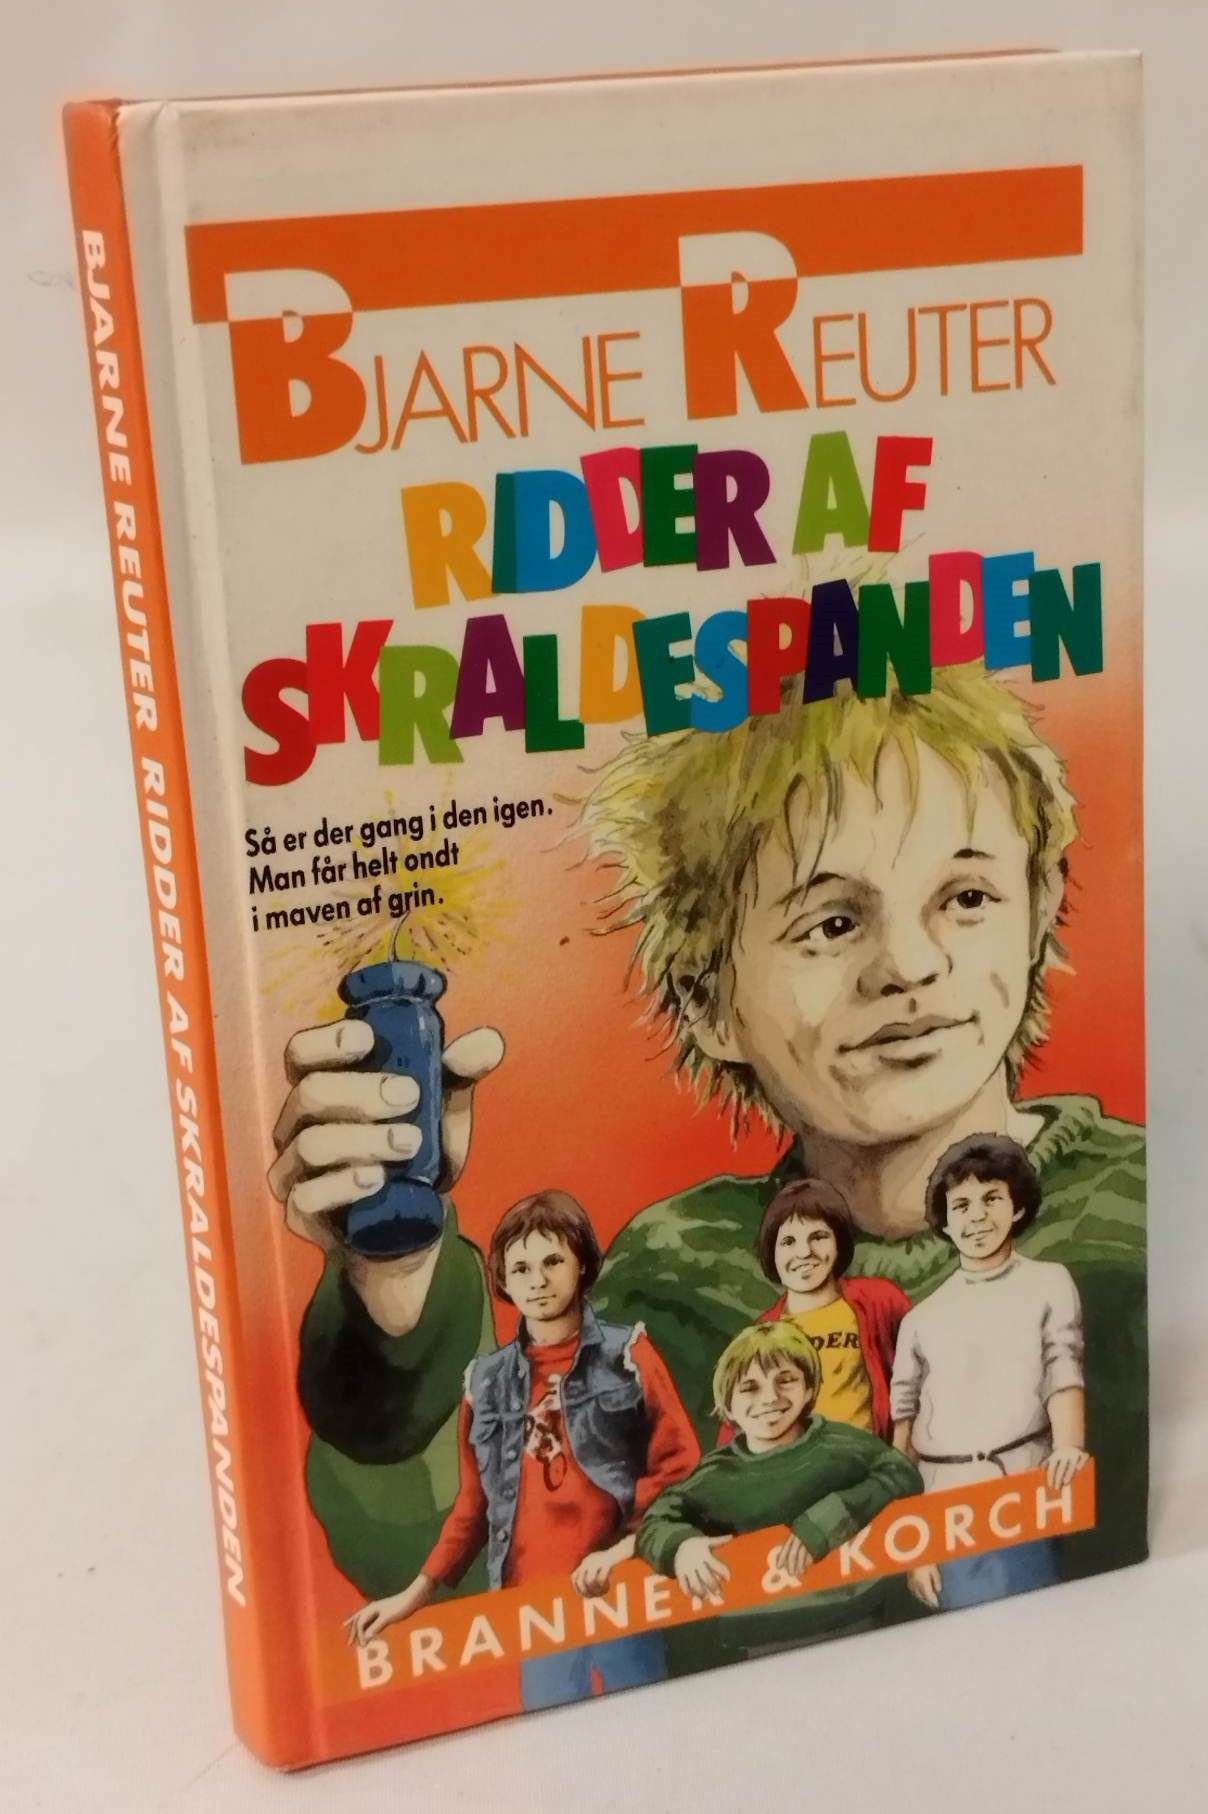 BJARNE REUTER RIDDER AF SKRALDESPANDEN
BJARNE REUTER
RIDDER AF
SKRALDESPANDEN
Så er der gang i den igen.
Man får helt ondt
i maven af grin.
DER
BRANNER & KORCH